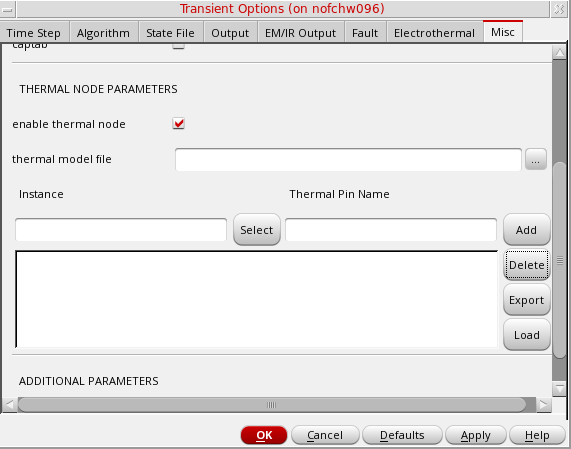 Transient Options (on nofchw096)
Time Step Algorithm State File Output EM/IR Output Fault Electrothermal Misc
captab
THERMAL NODE PARAMETERS
enable thermal node
thermal model file ...
Instance Thermal Pin Name
Select Add
Delete
Export
Load
ADDITIONAL PARAMETERS
OK Cancel Defaults Apply Help